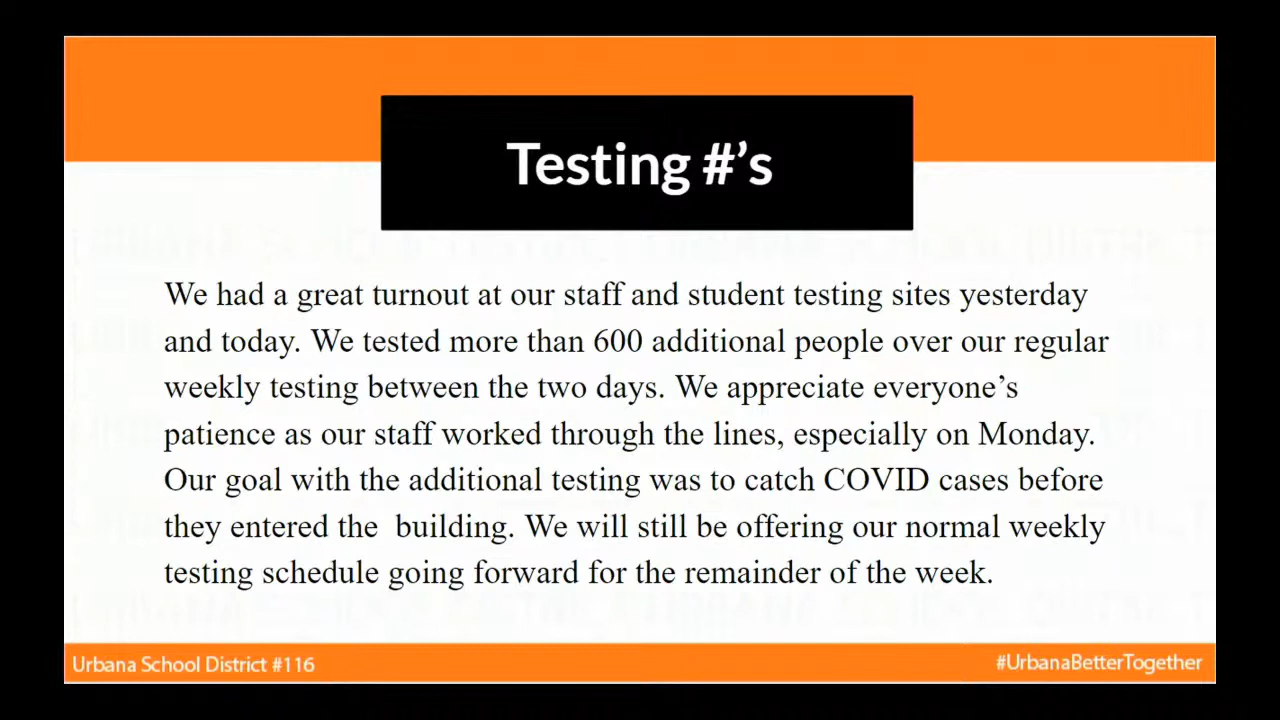 Testing #’s
We had a great turnout at our staff and student testing sites yesterday
and today. We tested more than 600 additional people over our regular
weekly testing between the two days. We appreciate everyone’s
patience as our staff worked through the lines, especially on Monday.
Our goal with the additional testing was to catch COVID cases before
they entered the  building. We will still be offering our normal weekly
testing schedule going forward for the remainder of the week.
Urbana School District #116
#UrbanaBetterTogether